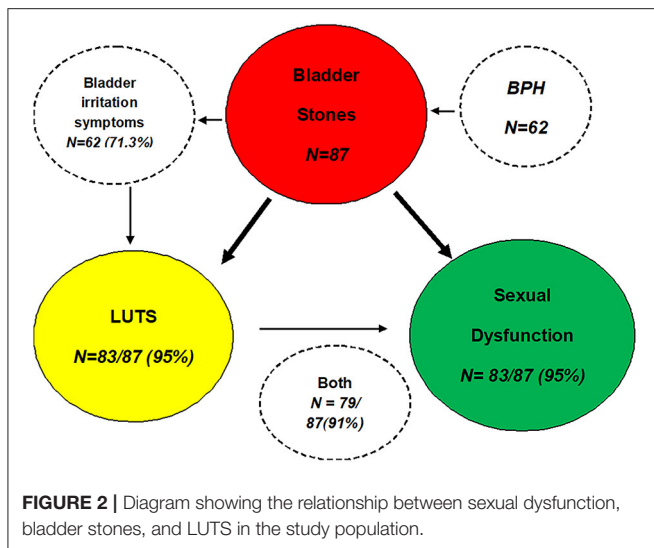 Bladder
irritation
symptoms
N=62 (71.3%)
Bladder
Stones
N=87
BPH
N=62
LUTS
N=83/87 (95%)
Both
N = 79/
87(91%)
Sexual
Dysfunction
N= 83/87 (95%)
FIGURE 2 | Diagram showing the relationship between sexual dysfunction,
bladder stones, and LUTS in the study population.